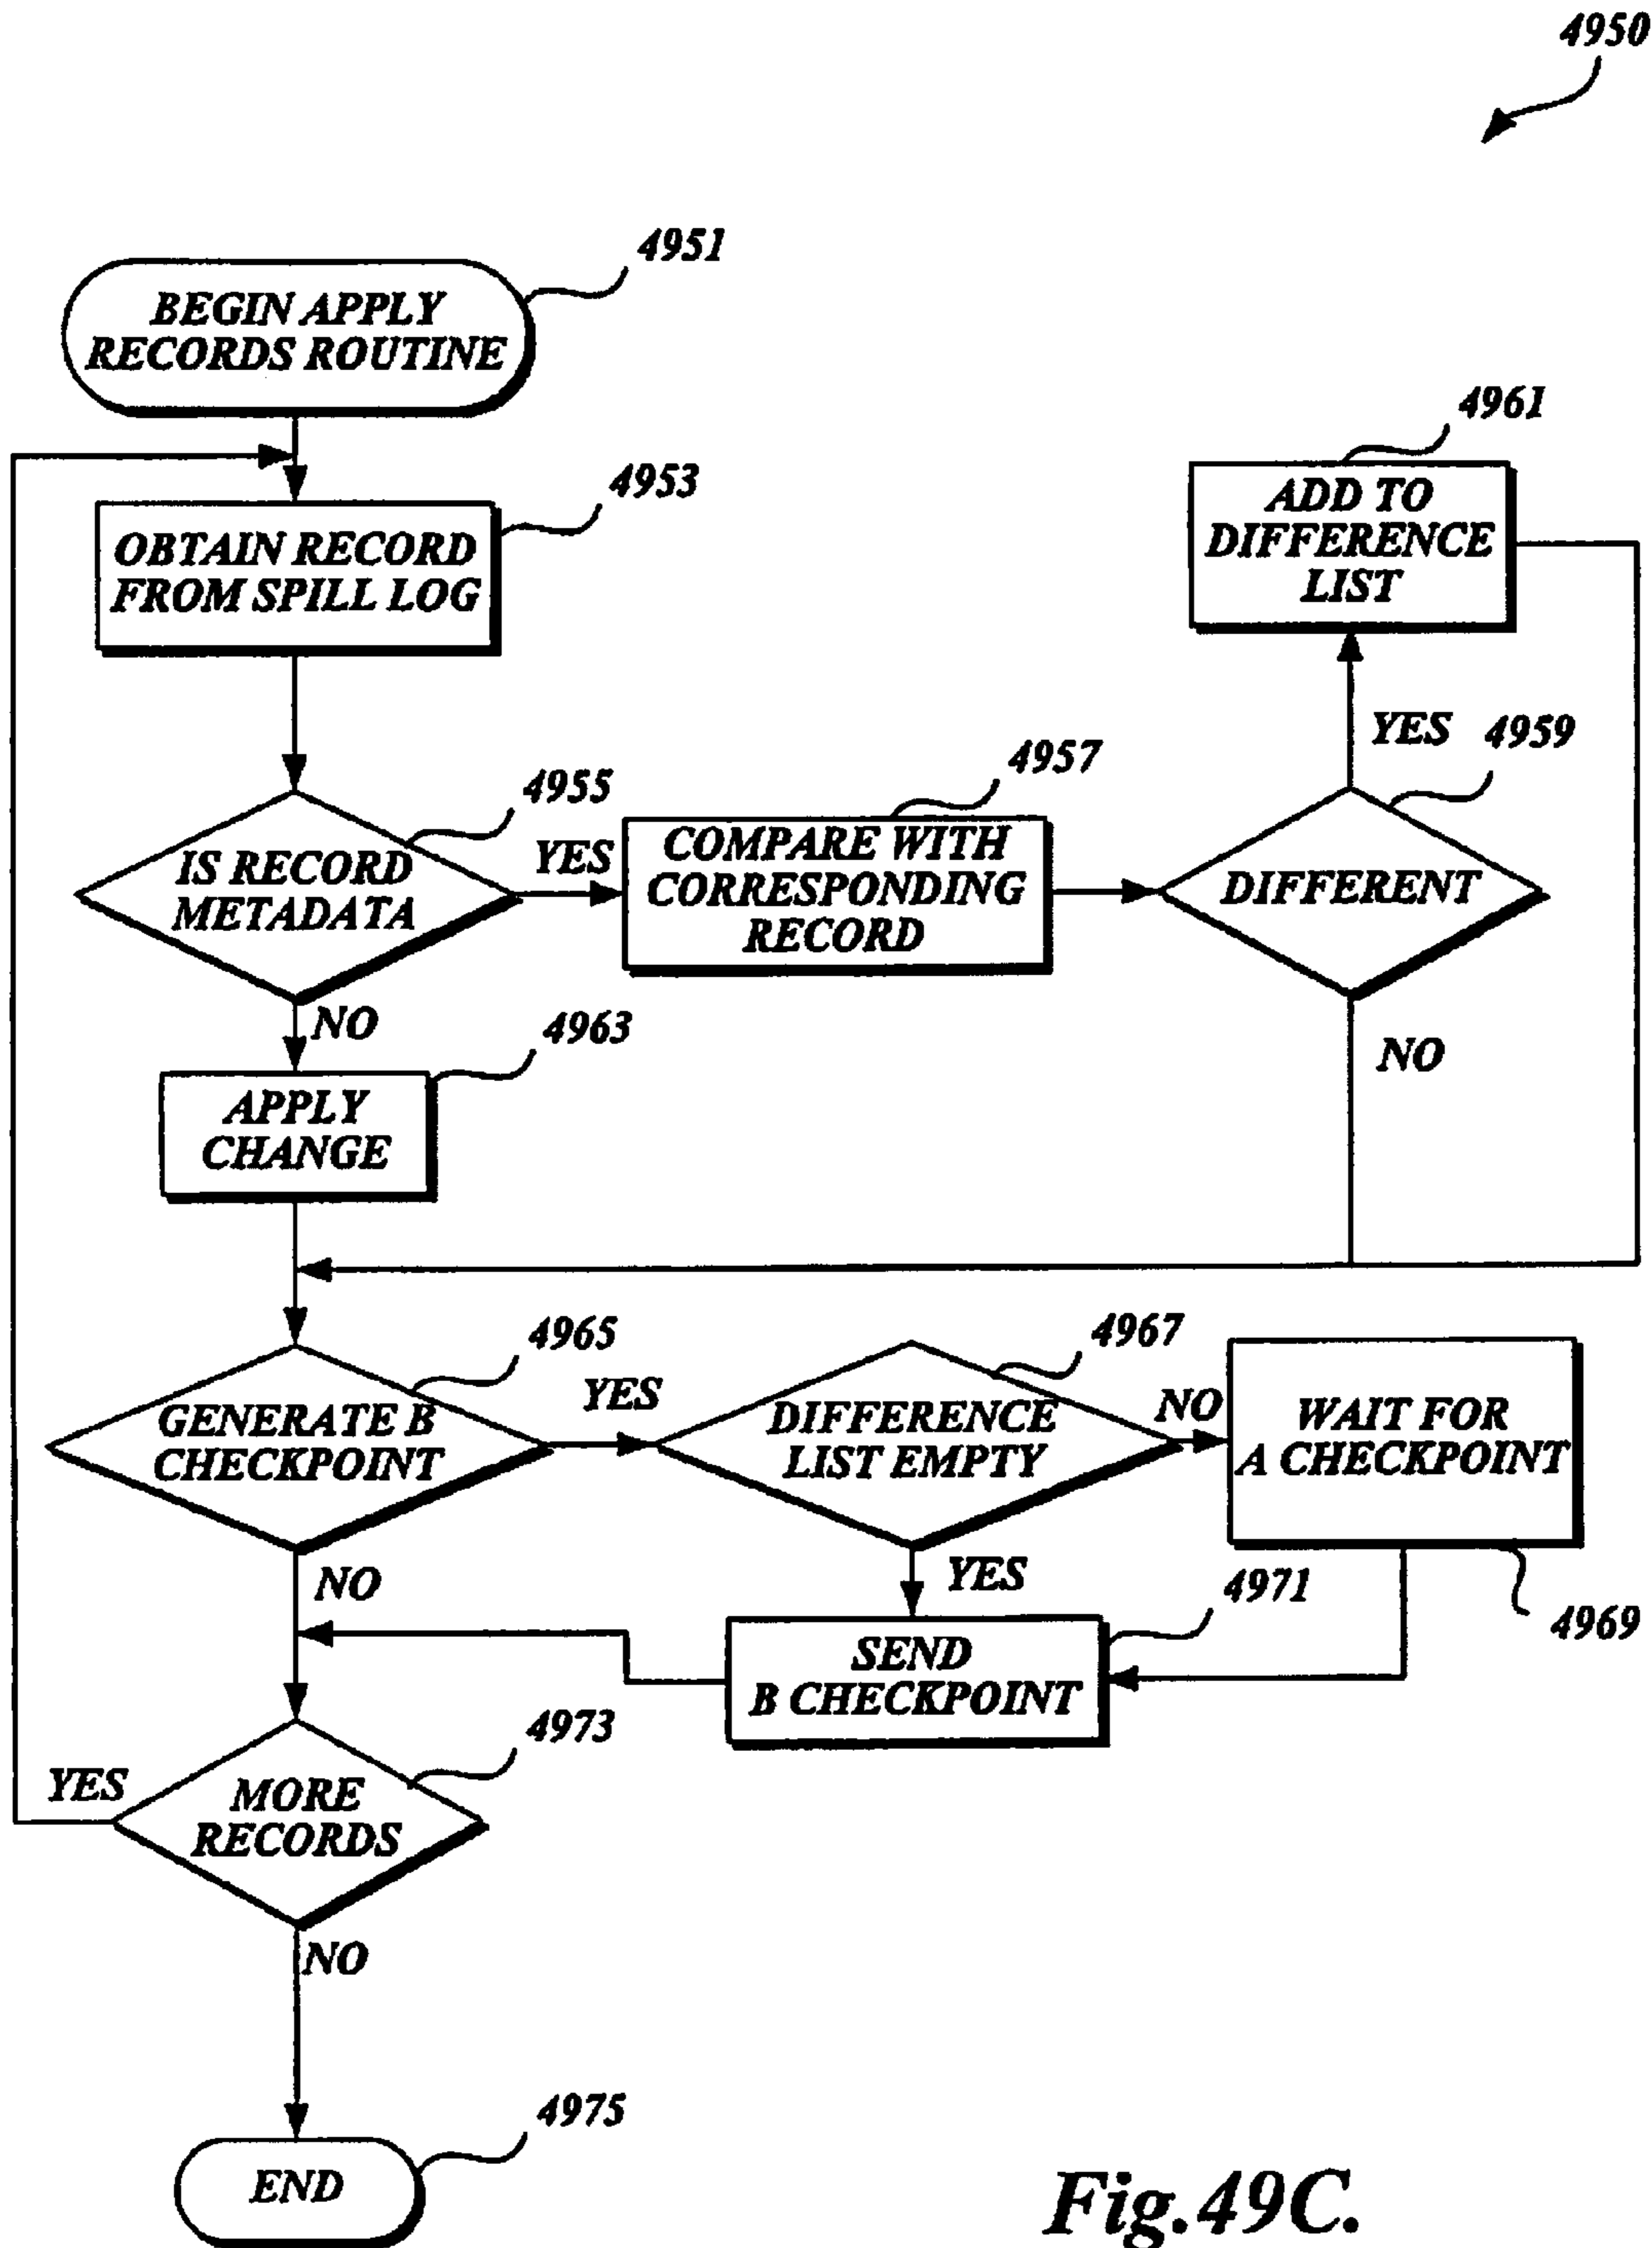 4950
4951
BEGIN APPLY
RECORDS ROUTINE
4961
4953
ADD TO
DIFFERENCE
LIST
OBTAIN RECORD
FROM SPILL LOG
YES
4959
4957
4955
COMPARE WITH
CORRESPONDING
RECORD
YES
IS RECORD
METADATA
DIFFERENT
NO
4963
NO
APPLY
CHANGE
4965
4967
YES
NO
GENERATE B
CHECKPOINT
DIFFERENCE
LIST EMPTY
WAIT FOR
A CHECKPOINT
NO
YES
4971
4969
SEND
B CHECKPOINT
4973
YES
MORE
RECORDS
NO
4975
END
Fig.49C.